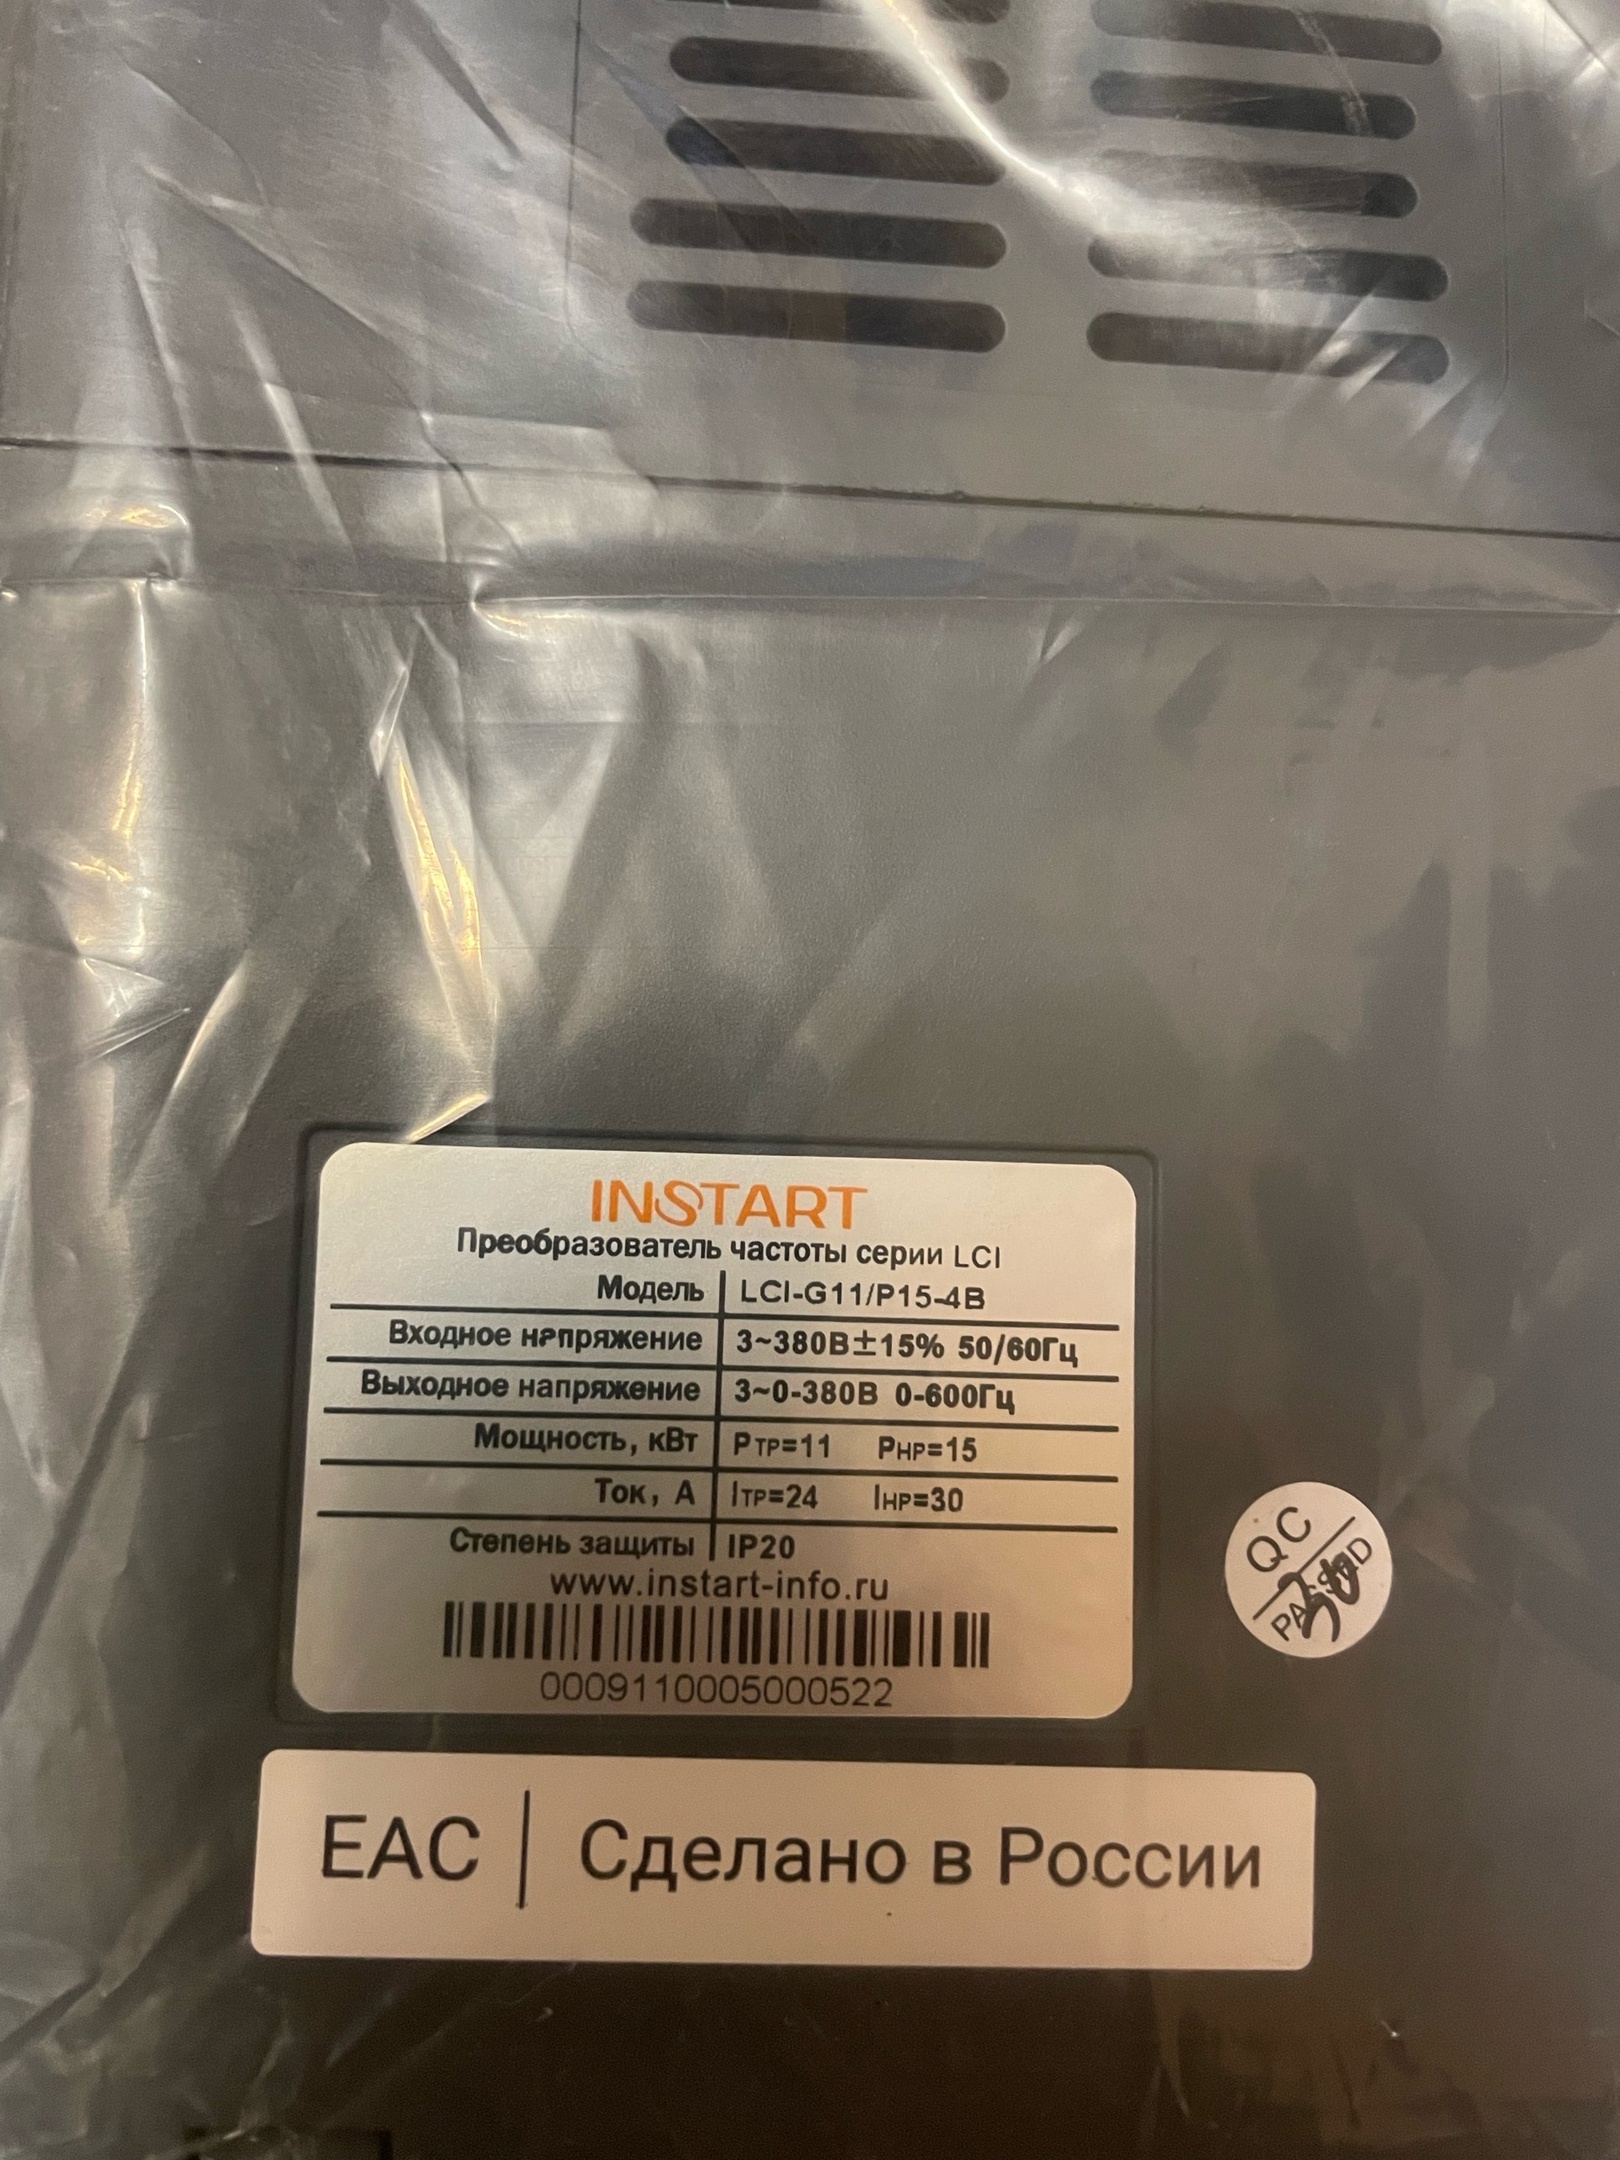 INSTART
Преобразователь частоты серии LCI
Модель LCI-G11/P15-4B
Входное напряжение 3~380В±15% 50/60Гц
Выходное напряжение 3~0-380В 0-600Гц
Мощность, кВт PTP=11 PHP=15
Ток, А ITP=24 IHP=30
Степень защиты IP20
www.instart-info.ru
0009110005000522
QC
PASSED
30
EAC | Сделано в России